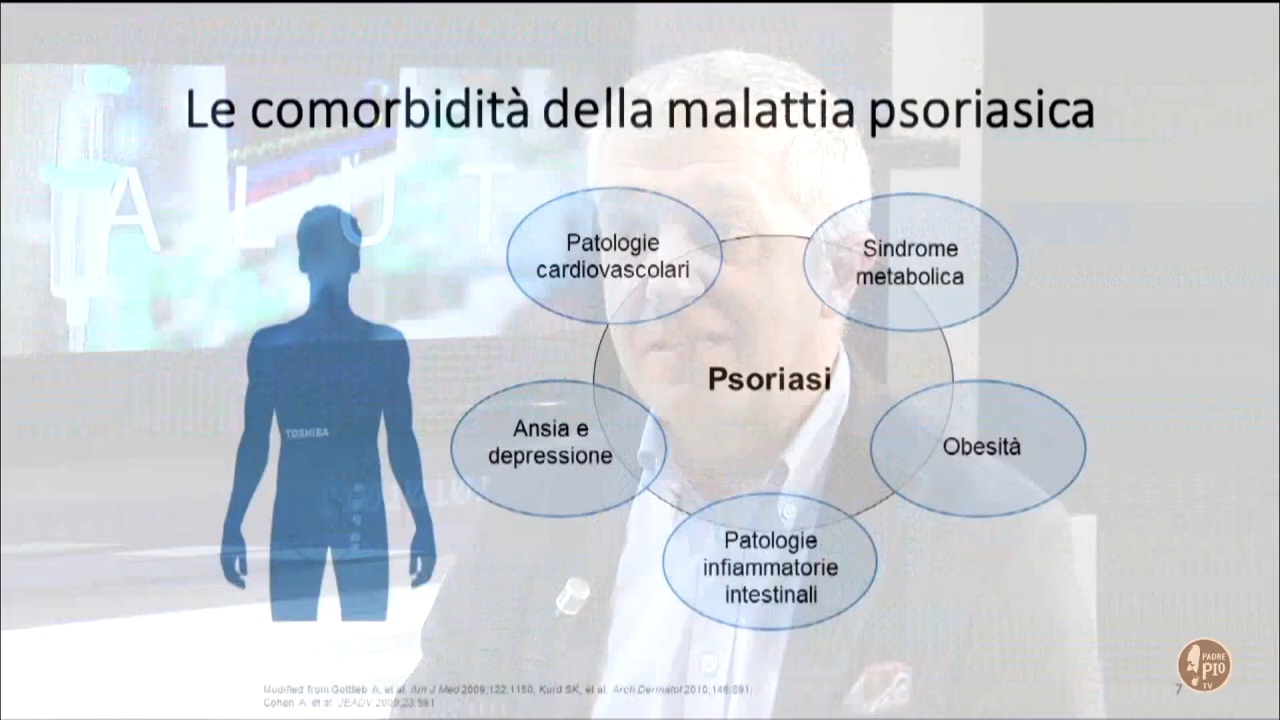 Le comorbidità della malattia psoriasica
ALUT
Patologie
cardiovascolari
Sindrome
metabolica
Psoriasi
Ansia e
depressione
Obesità
Patologie
infiammatorie
intestinali
TOSHIBA
Modified from Gottlieb A, et al. Am J Med 2009;122:1150, Kurd SK, et al. Arch Dermatol 2010;146:891;
Cohen A, et al. JEADV 2009;23:561
7
PADRE
PIO
TV